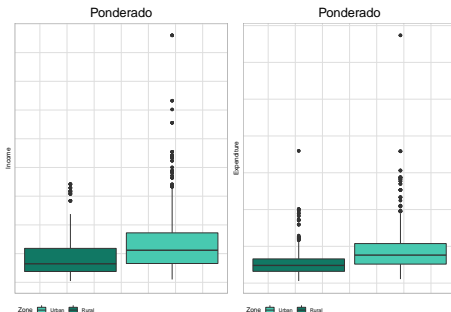 Ponderado
Income
Zone Urban Rural
Ponderado
Expenditure
Zone Urban Rural